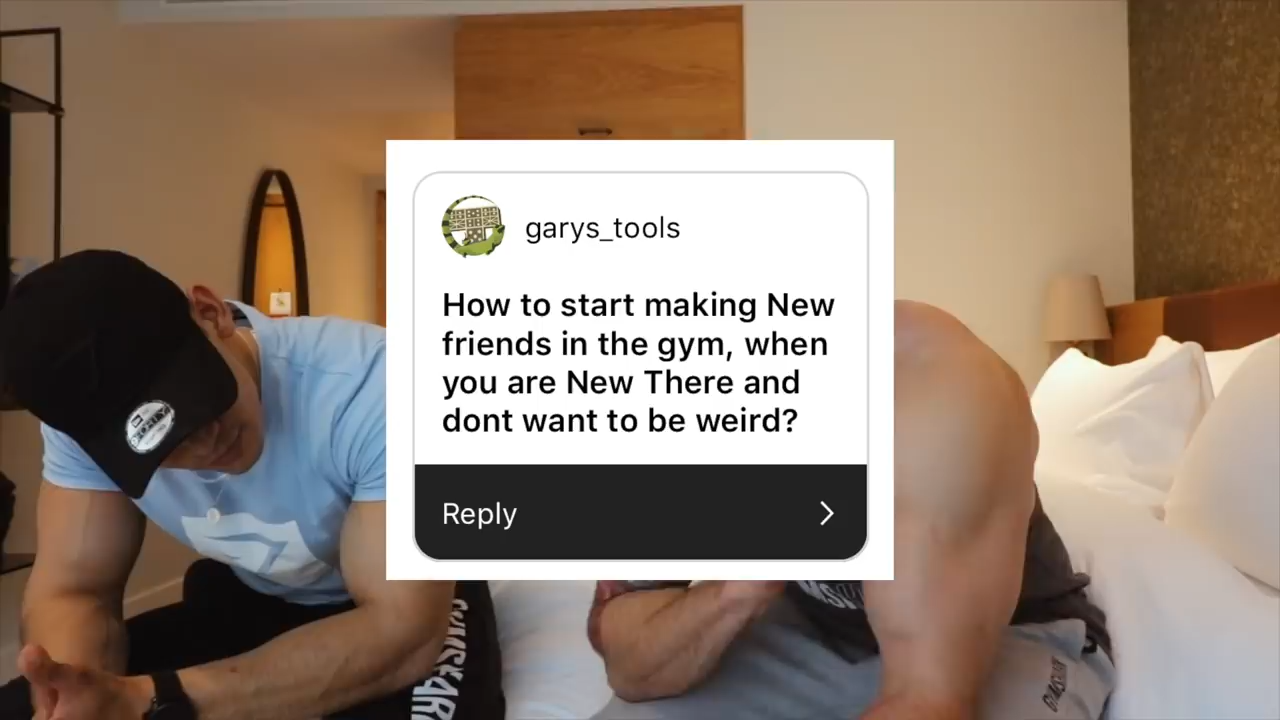 garys_tools
How to start making New
friends in the gym, when
you are New There and
dont want to be weird?
Reply